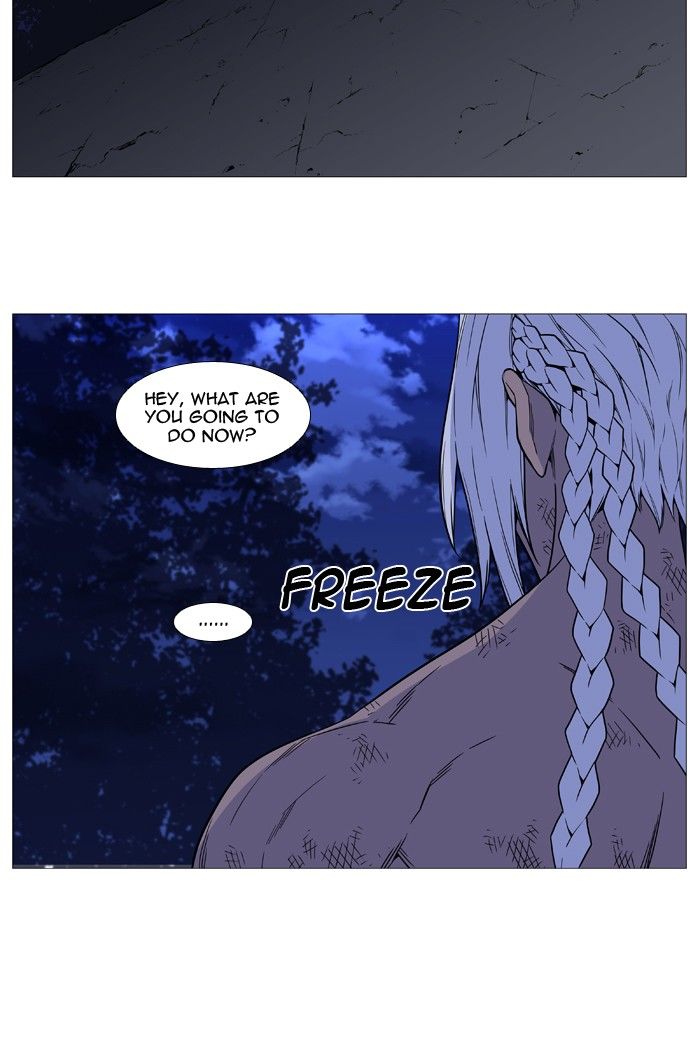 HEY, WHAT ARE
YOU GOING TO
DO NOW?
FREEZE
......